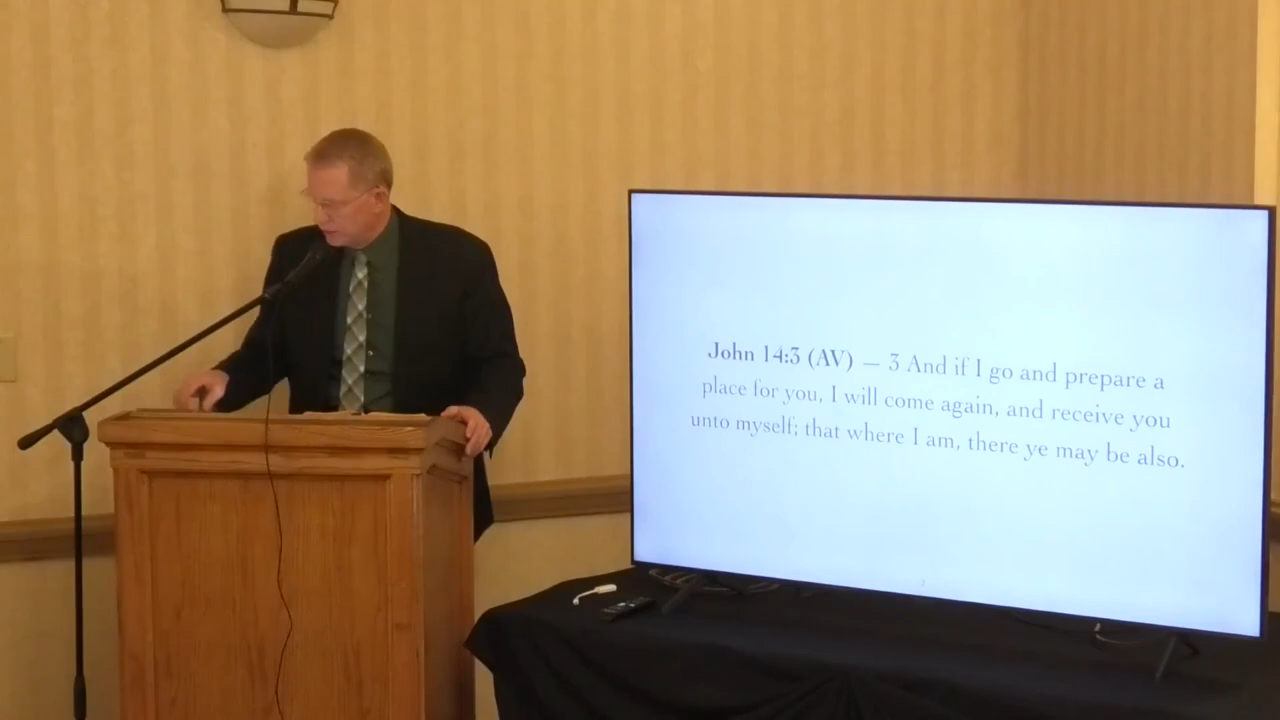 John 14:3 (AV) — 3 And if I go and prepare a
place for you, I will come again, and receive you
unto myself; that where I am, there ye may be also.